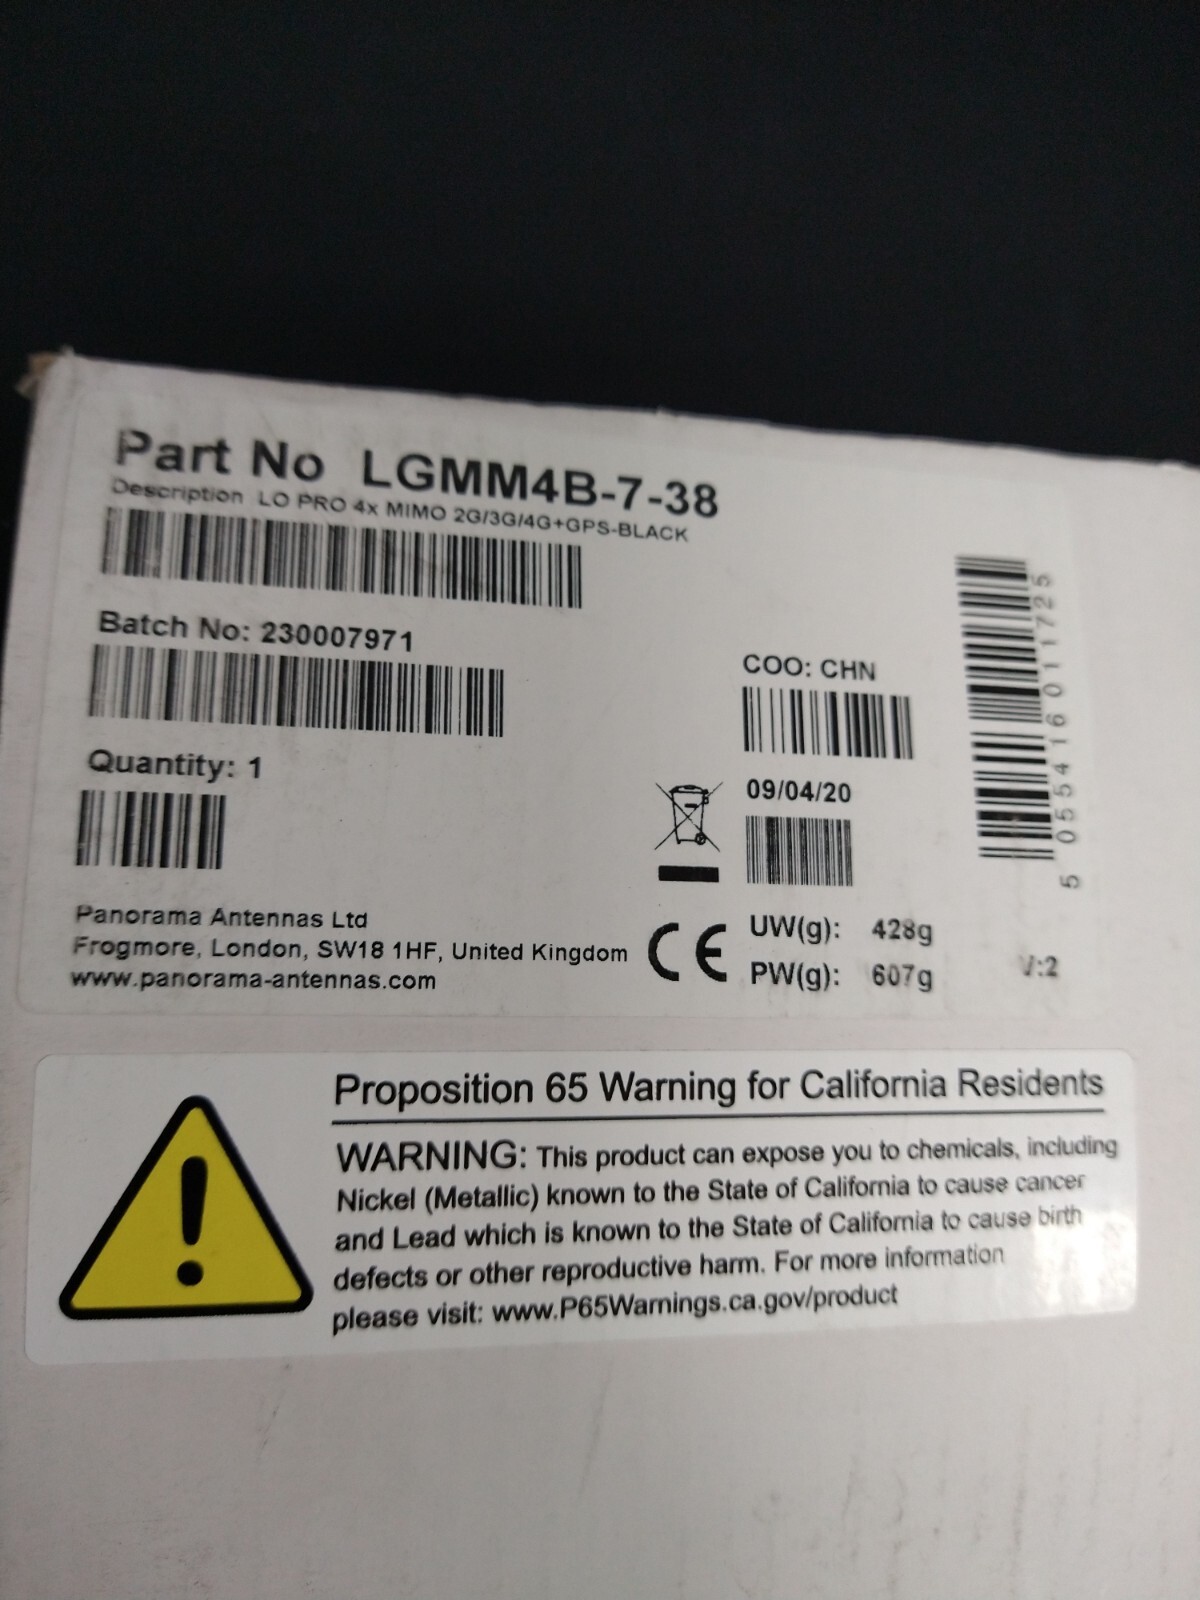 Part No LGMM4B-7-38
Description LO PRO 4x MIMO 2G/3G/4G+GPS-BLACK
Batch No: 230007971
Quantity: 1
COO: CHN
09/04/20
5 055416 011725
Panorama Antennas Ltd
Frogmore, London, SW18 1HF, United Kingdom
www.panorama-antennas.com
CE
UW(g): 428g
PW(g): 607g
V:2
Proposition 65 Warning for California Residents
WARNING: This product can expose you to chemicals, including
Nickel (Metallic) known to the State of California to cause cancer
and Lead which is known to the State of California to cause birth
defects or other reproductive harm. For more information
please visit: www.P65Warnings.ca.gov/product